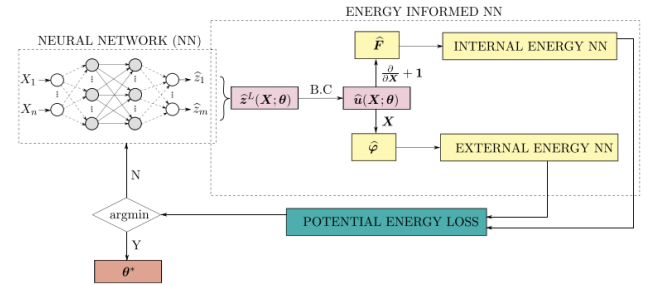 ENERGY INFORMED NN
NEURAL NETWORK (NN)
X₁
Xₙ
ẑ₁
ẑₘ
ẑᴸ(X;θ)
B.C
û(X;θ)
∂/∂X + 1
F̂
INTERNAL ENERGY NN
X
φ̂
EXTERNAL ENERGY NN
POTENTIAL ENERGY LOSS
N
argmin
Y
θ*